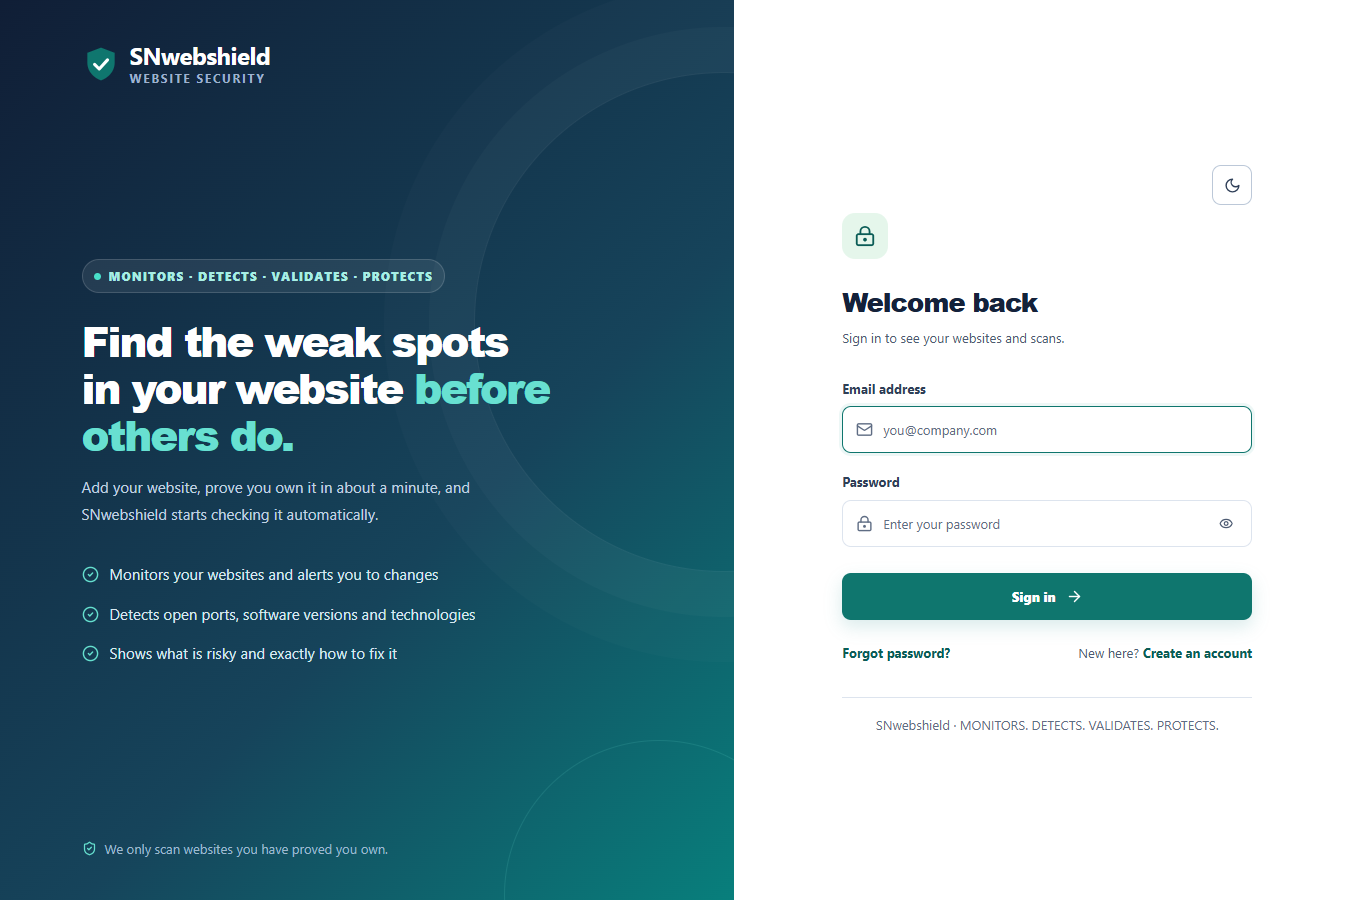 SNwebshield
WEBSITE SECURITY
MONITORS · DETECTS · VALIDATES · PROTECTS
Find the weak spots
in your website before
others do.
Add your website, prove you own it in about a minute, and
SNwebshield starts checking it automatically.
Monitors your websites and alerts you to changes
Detects open ports, software versions and technologies
Shows what is risky and exactly how to fix it
We only scan websites you have proved you own.
Welcome back
Sign in to see your websites and scans.
Email address
you@company.com
Password
Enter your password
Sign in
Forgot password?
New here? Create an account
SNwebshield · MONITORS. DETECTS. VALIDATES. PROTECTS.